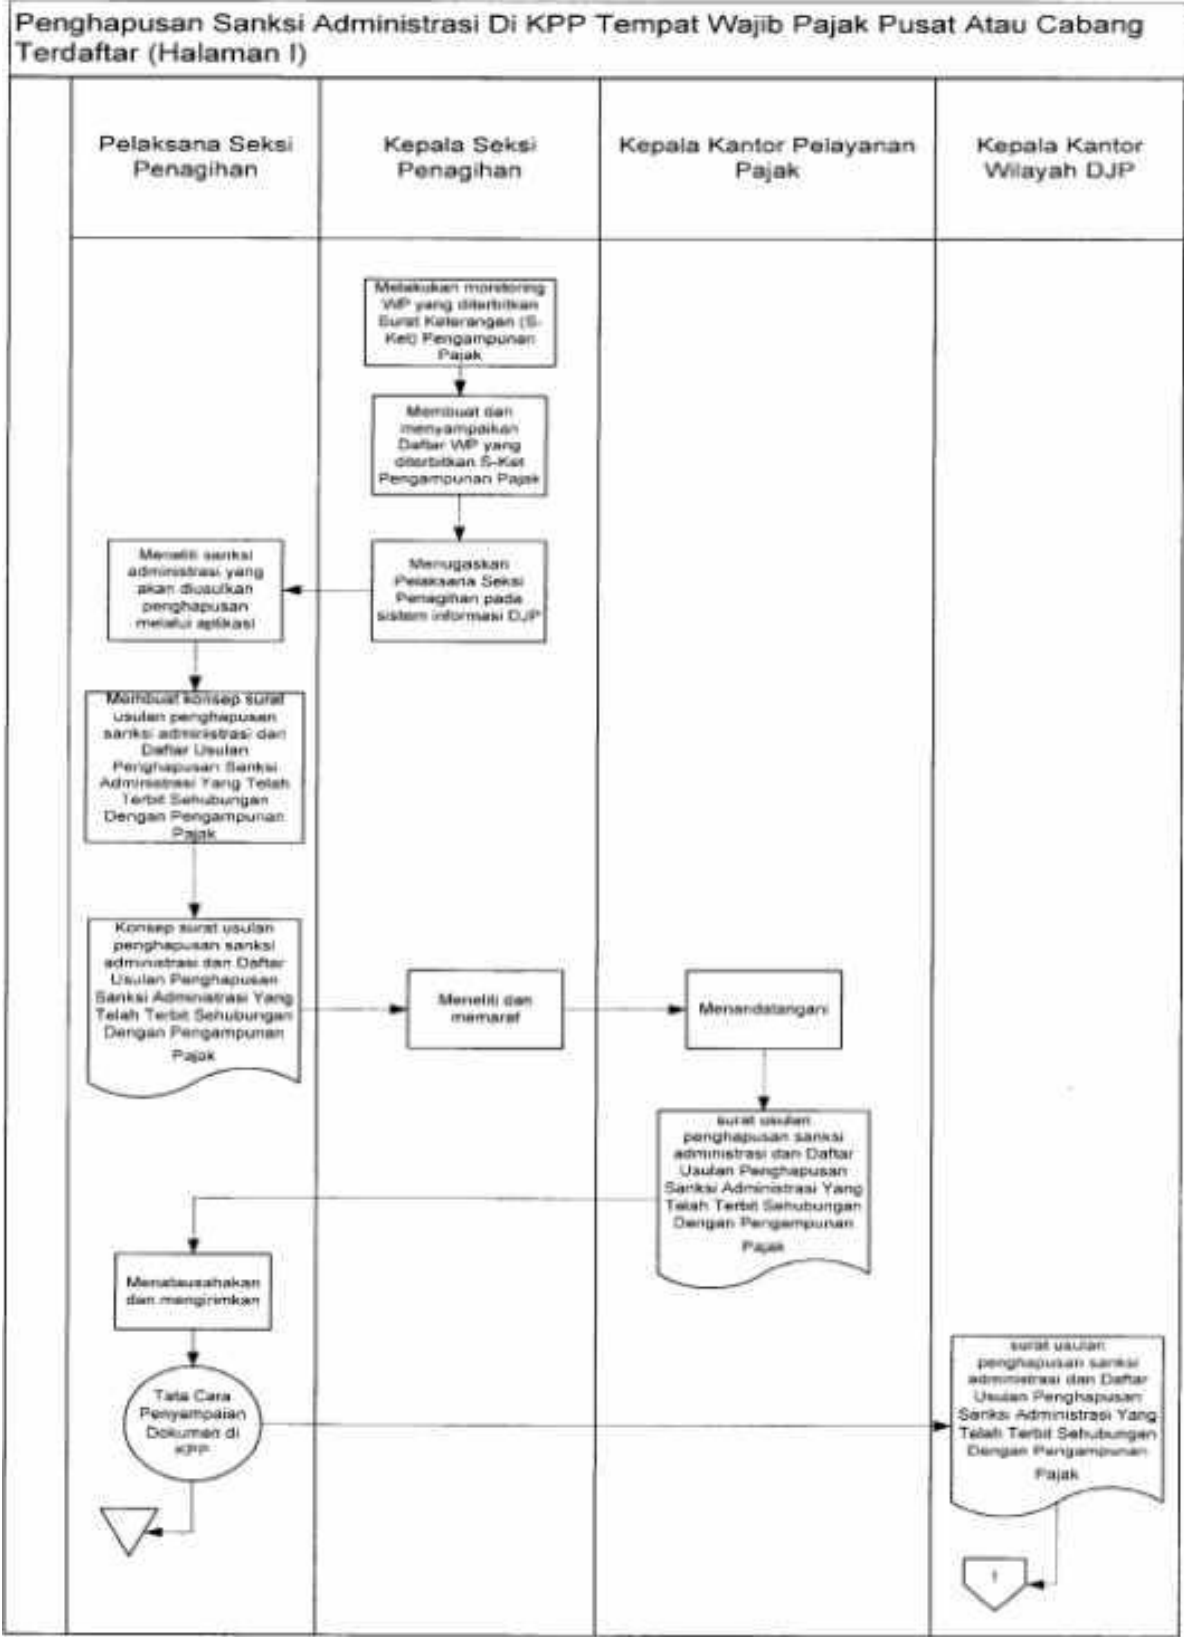 Penghapusan Sanksi Administrasi Di KPP Tempat Wajib Pajak Pusat Atau Cabang
Terdaftar (Halaman I)
Pelaksana Seksi
Penagihan
Kepala Seksi
Penagihan
Kepala Kantor Pelayanan
Pajak
Kepala Kantor
Wilayah DJP
Melakukan monitoring
WP yang diterbitkan
Surat Keterangan (S-
Ket) Pengampunan
Pajak
Membuat dan
menyampaikan
Daftar WP yang
diterbitkan S-Ket
Pengampunan Pajak
Menugaskan
Pelaksana Seksi
Penagihan pada
sistem informasi DJP
Meneliti sanksi
administrasi yang
akan diusulkan
penghapusan
melalui aplikasi
Membuat konsep surat
usulan penghapusan
sanksi administrasi dan
Daftar Usulan
Penghapusan Sanksi
Administrasi Yang Telah
Terbit Sehubungan
Dengan Pengampunan
Pajak
Konsep surat usulan
penghapusan sanksi
administrasi dan Daftar
Usulan Penghapusan
Sanksi Administrasi Yang
Telah Terbit Sehubungan
Dengan Pengampunan
Pajak
Meneliti dan
memaraf
Menandatangani
surat usulan
penghapusan sanksi
administrasi dan Daftar
Usulan Penghapusan
Sanksi Administrasi Yang
Telah Terbit Sehubungan
Dengan Pengampunan
Pajak
Menatausahakan
dan mengirimkan
Tata Cara
Penyampaian
Dokumen di
KPP
surat usulan
penghapusan sanksi
administrasi dan Daftar
Usulan Penghapusan
Sanksi Administrasi Yang
Telah Terbit Sehubungan
Dengan Pengampunan
Pajak
1